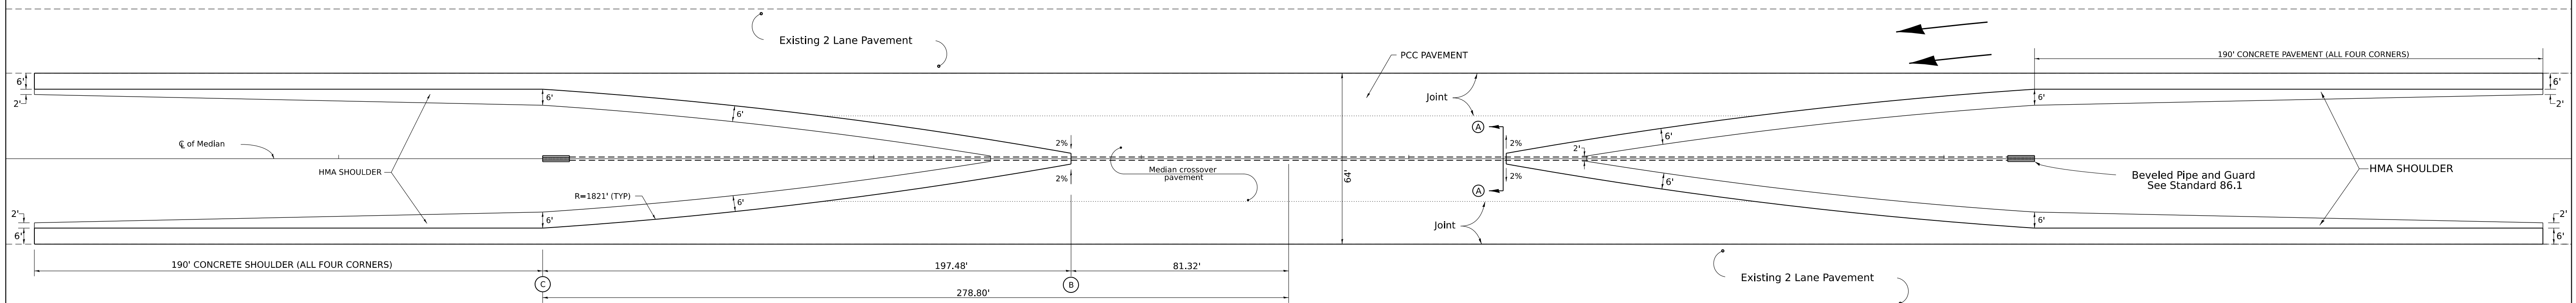 Existing 2 Lane Pavement
PCC PAVEMENT
190' CONCRETE PAVEMENT (ALL FOUR CORNERS)
6'
2'
6'
6'
Joint
6'
6'
6'
2'
℄ of Median
HMA SHOULDER
2%
2%
Median crossover
pavement
64'
A
A
2%
2%
2'
6'
6'
Beveled Pipe and Guard
See Standard 86.1
HMA SHOULDER
R=1821' (TYP)
2'
6'
6'
6'
Joint
6'
2'
6'
190' CONCRETE SHOULDER (ALL FOUR CORNERS)
197.48'
81.32'
Existing 2 Lane Pavement
C
B
278.80'